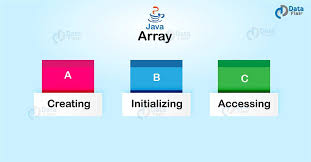 Data
Flair
Java
Array
A
B
C
Creating
Initializing
Accessing